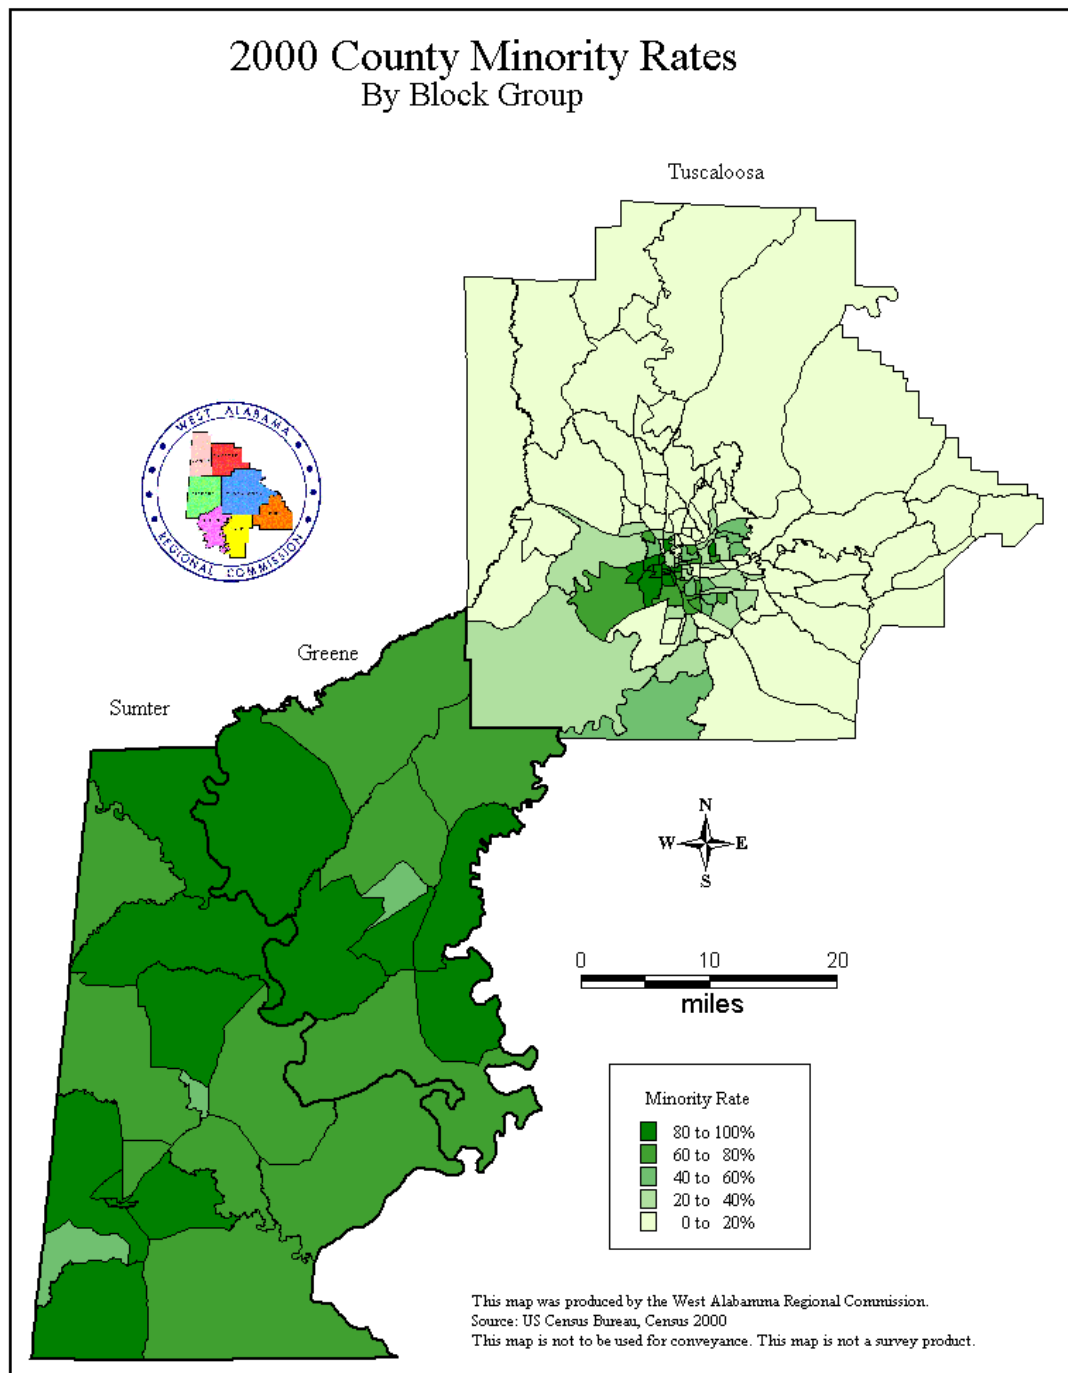 2000 County Minority Rates
By Block Group
Tuscaloosa
WEST ALABAMA
REGIONAL COMMISSION
Greene
Sumter
N
W E
S
0 10 20
miles
Minority Rate
80 to 100%
60 to 80%
40 to 60%
20 to 40%
0 to 20%
This map was produced by the West Alabamma Regional Commission.
Source: US Census Bureau, Census 2000
This map is not to be used for conveyance. This map is not a survey product.